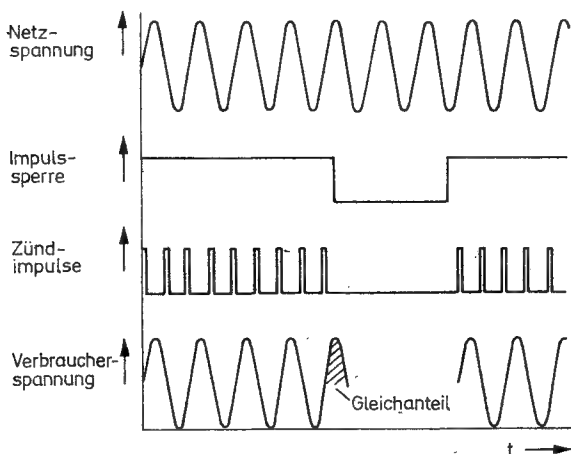 Netz-
spannung
Impuls-
sperre
Zünd-
impulse
Verbraucher-
spannung
Gleichanteil
t